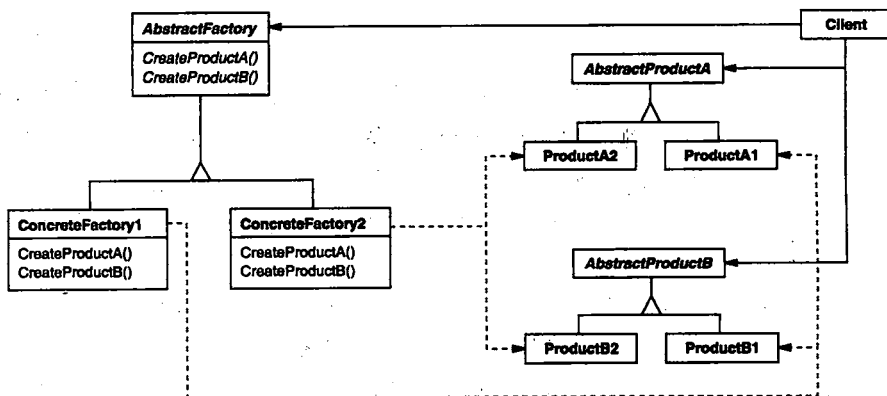 AbstractFactory
CreateProductA()
CreateProductB()
Client
AbstractProductA
ProductA2
ProductA1
ConcreteFactory1
CreateProductA()
CreateProductB()
ConcreteFactory2
CreateProductA()
CreateProductB()
AbstractProductB
ProductB2
ProductB1